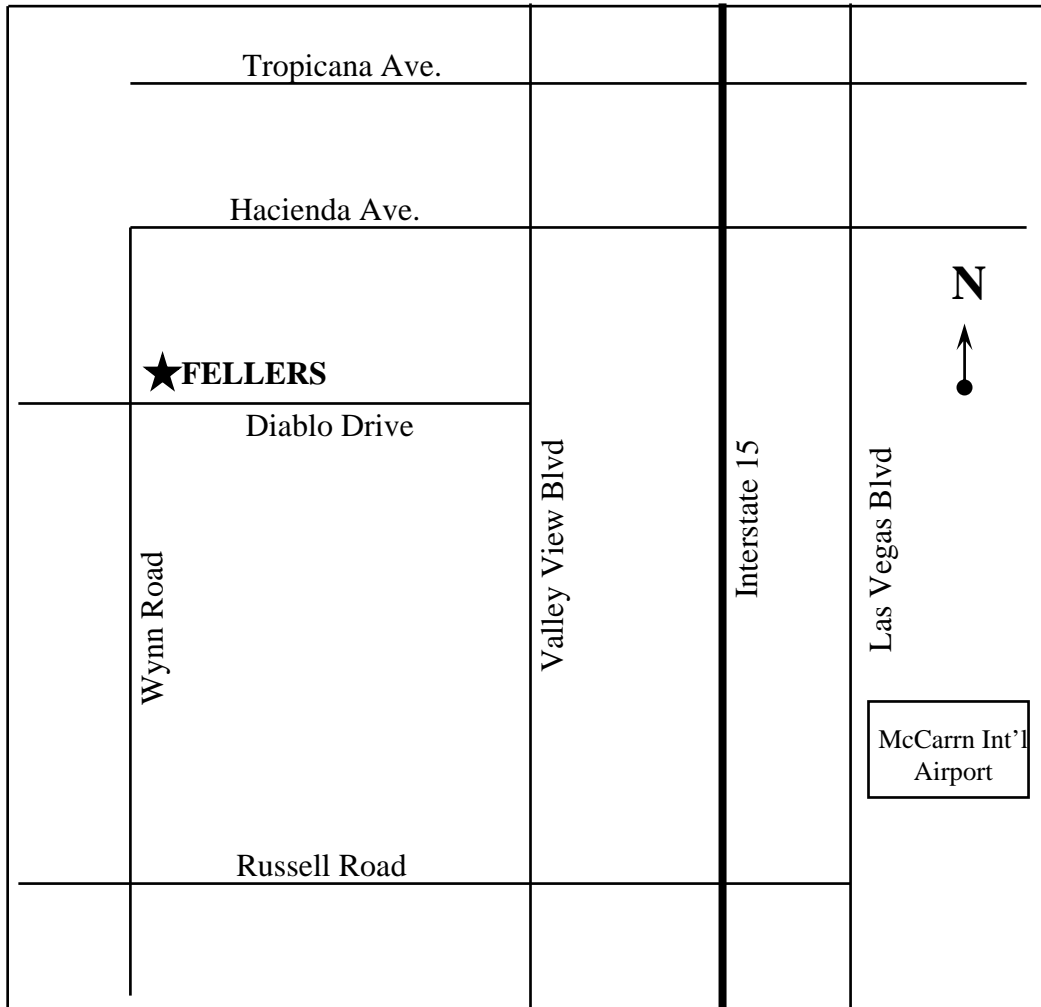 Tropicana Ave.
Hacienda Ave.
N
FELLERS
Diablo Drive
Wynn Road
Valley View Blvd
Interstate 15
Las Vegas Blvd
McCarrn Int'l
Airport
Russell Road